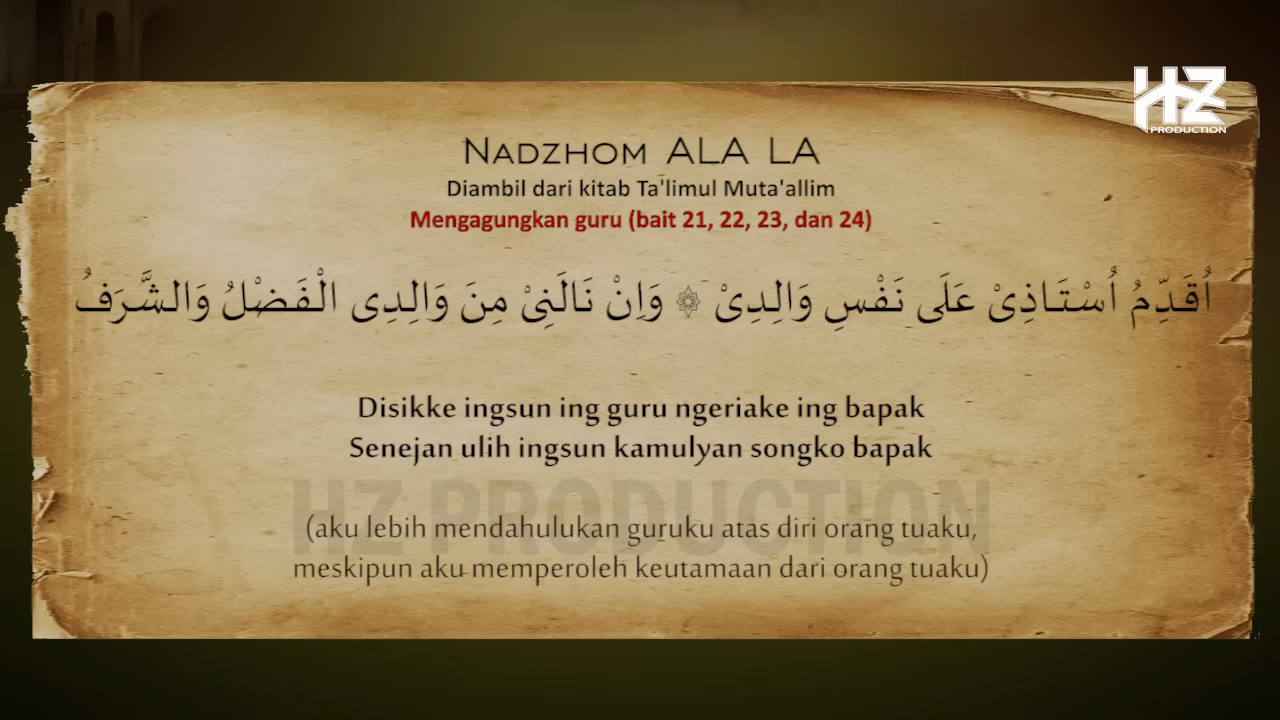 HZ
PRODUCTION
NADZHOM ALA LA
Diambil dari kitab Ta'limul Muta'allim
Mengagungkan guru (bait 21, 22, 23, dan 24)
اُقَدِّمُ اُسْتَاذِىْ عَلَى نَفْسِ وَالِدِىْ ۞ وَاِنْ نَالَنِىْ مِنَ وَالِدِى الْفَضْلُ وَالشَّرَفُ
Disikke ingsun ing guru ngeriake ing bapak
Senejan ulih ingsun kamulyan songko bapak
HZ PRODUCTION
(aku lebih mendahulukan guruku atas diri orang tuaku,
meskipun aku memperoleh keutamaan dari orang tuaku)